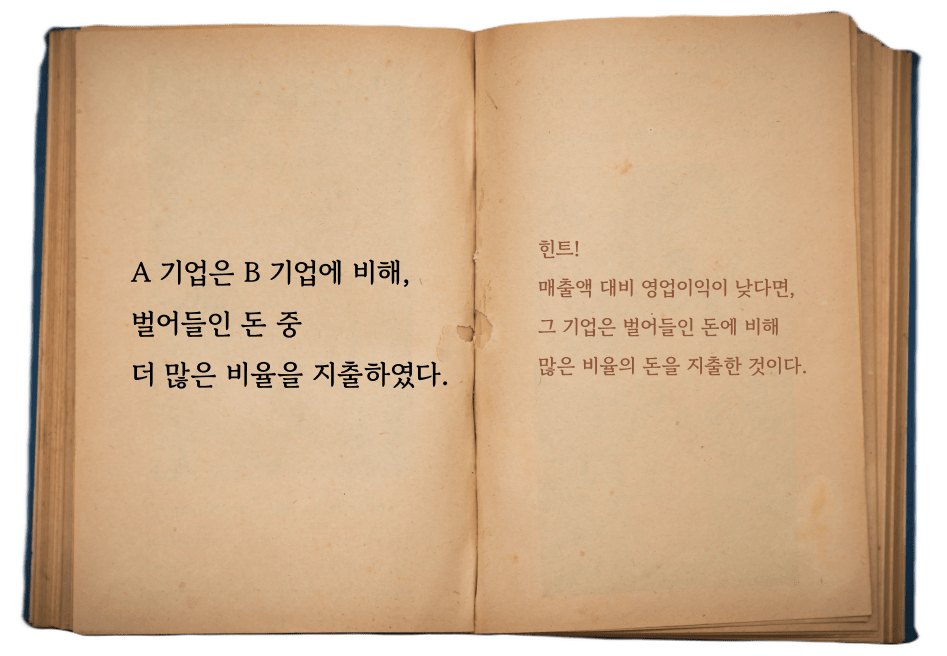 A 기업은 B 기업에 비해,
벌어들인 돈 중
더 많은 비율을 지출하였다.
힌트!
매출액 대비 영업이익이 낮다면,
그 기업은 벌어들인 돈에 비해
많은 비율의 돈을 지출한 것이다.